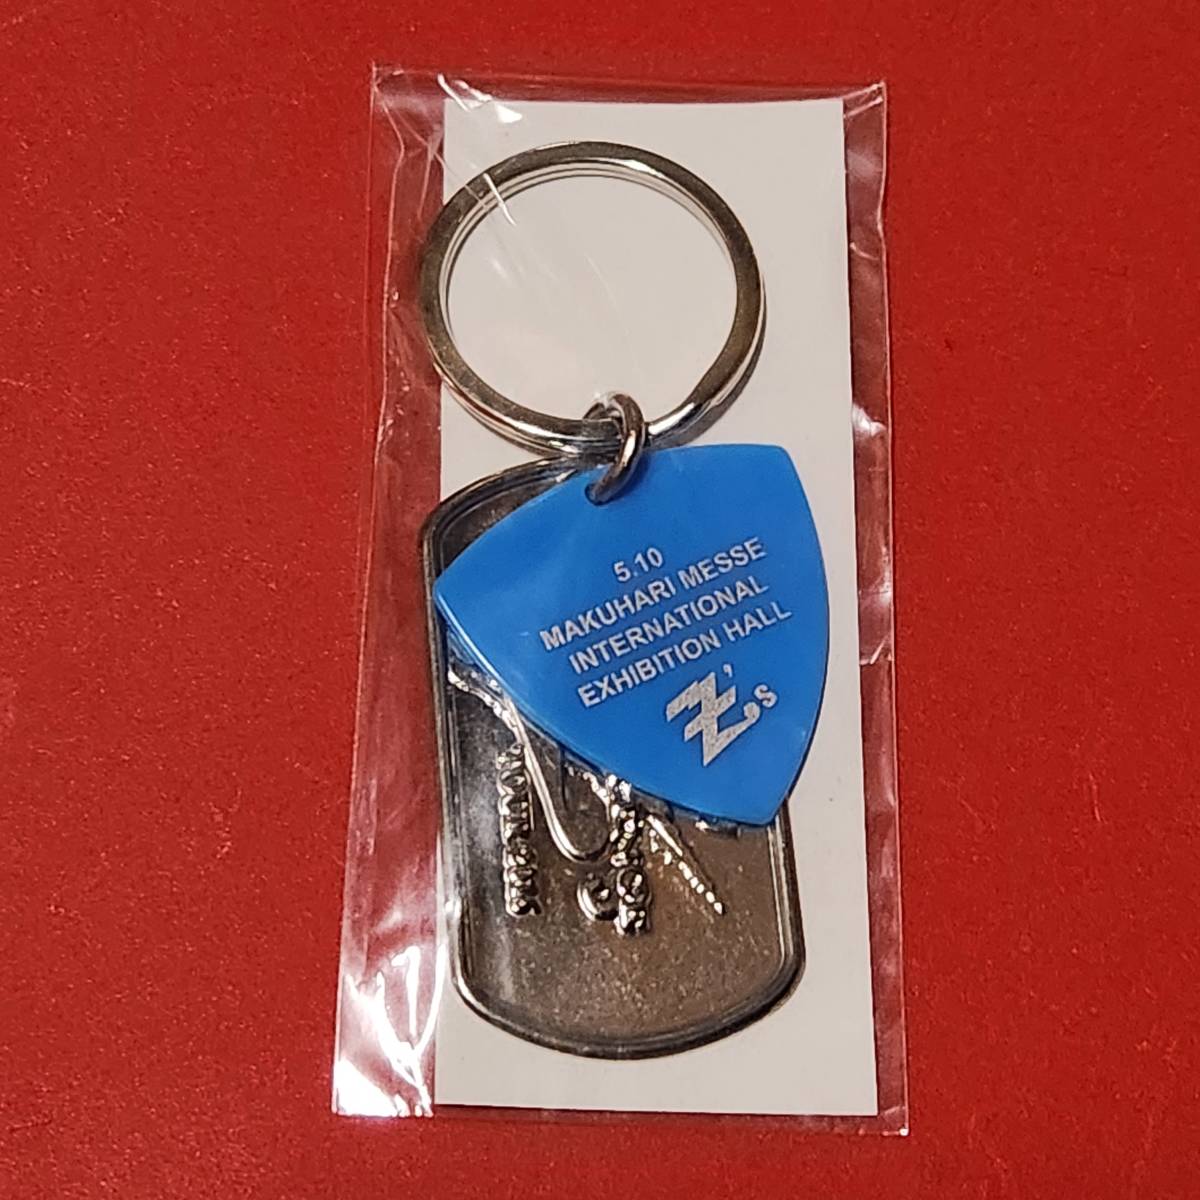 5.10
MAKUHARI MESSE
INTERNATIONAL
EXHIBITION HALL
Z's